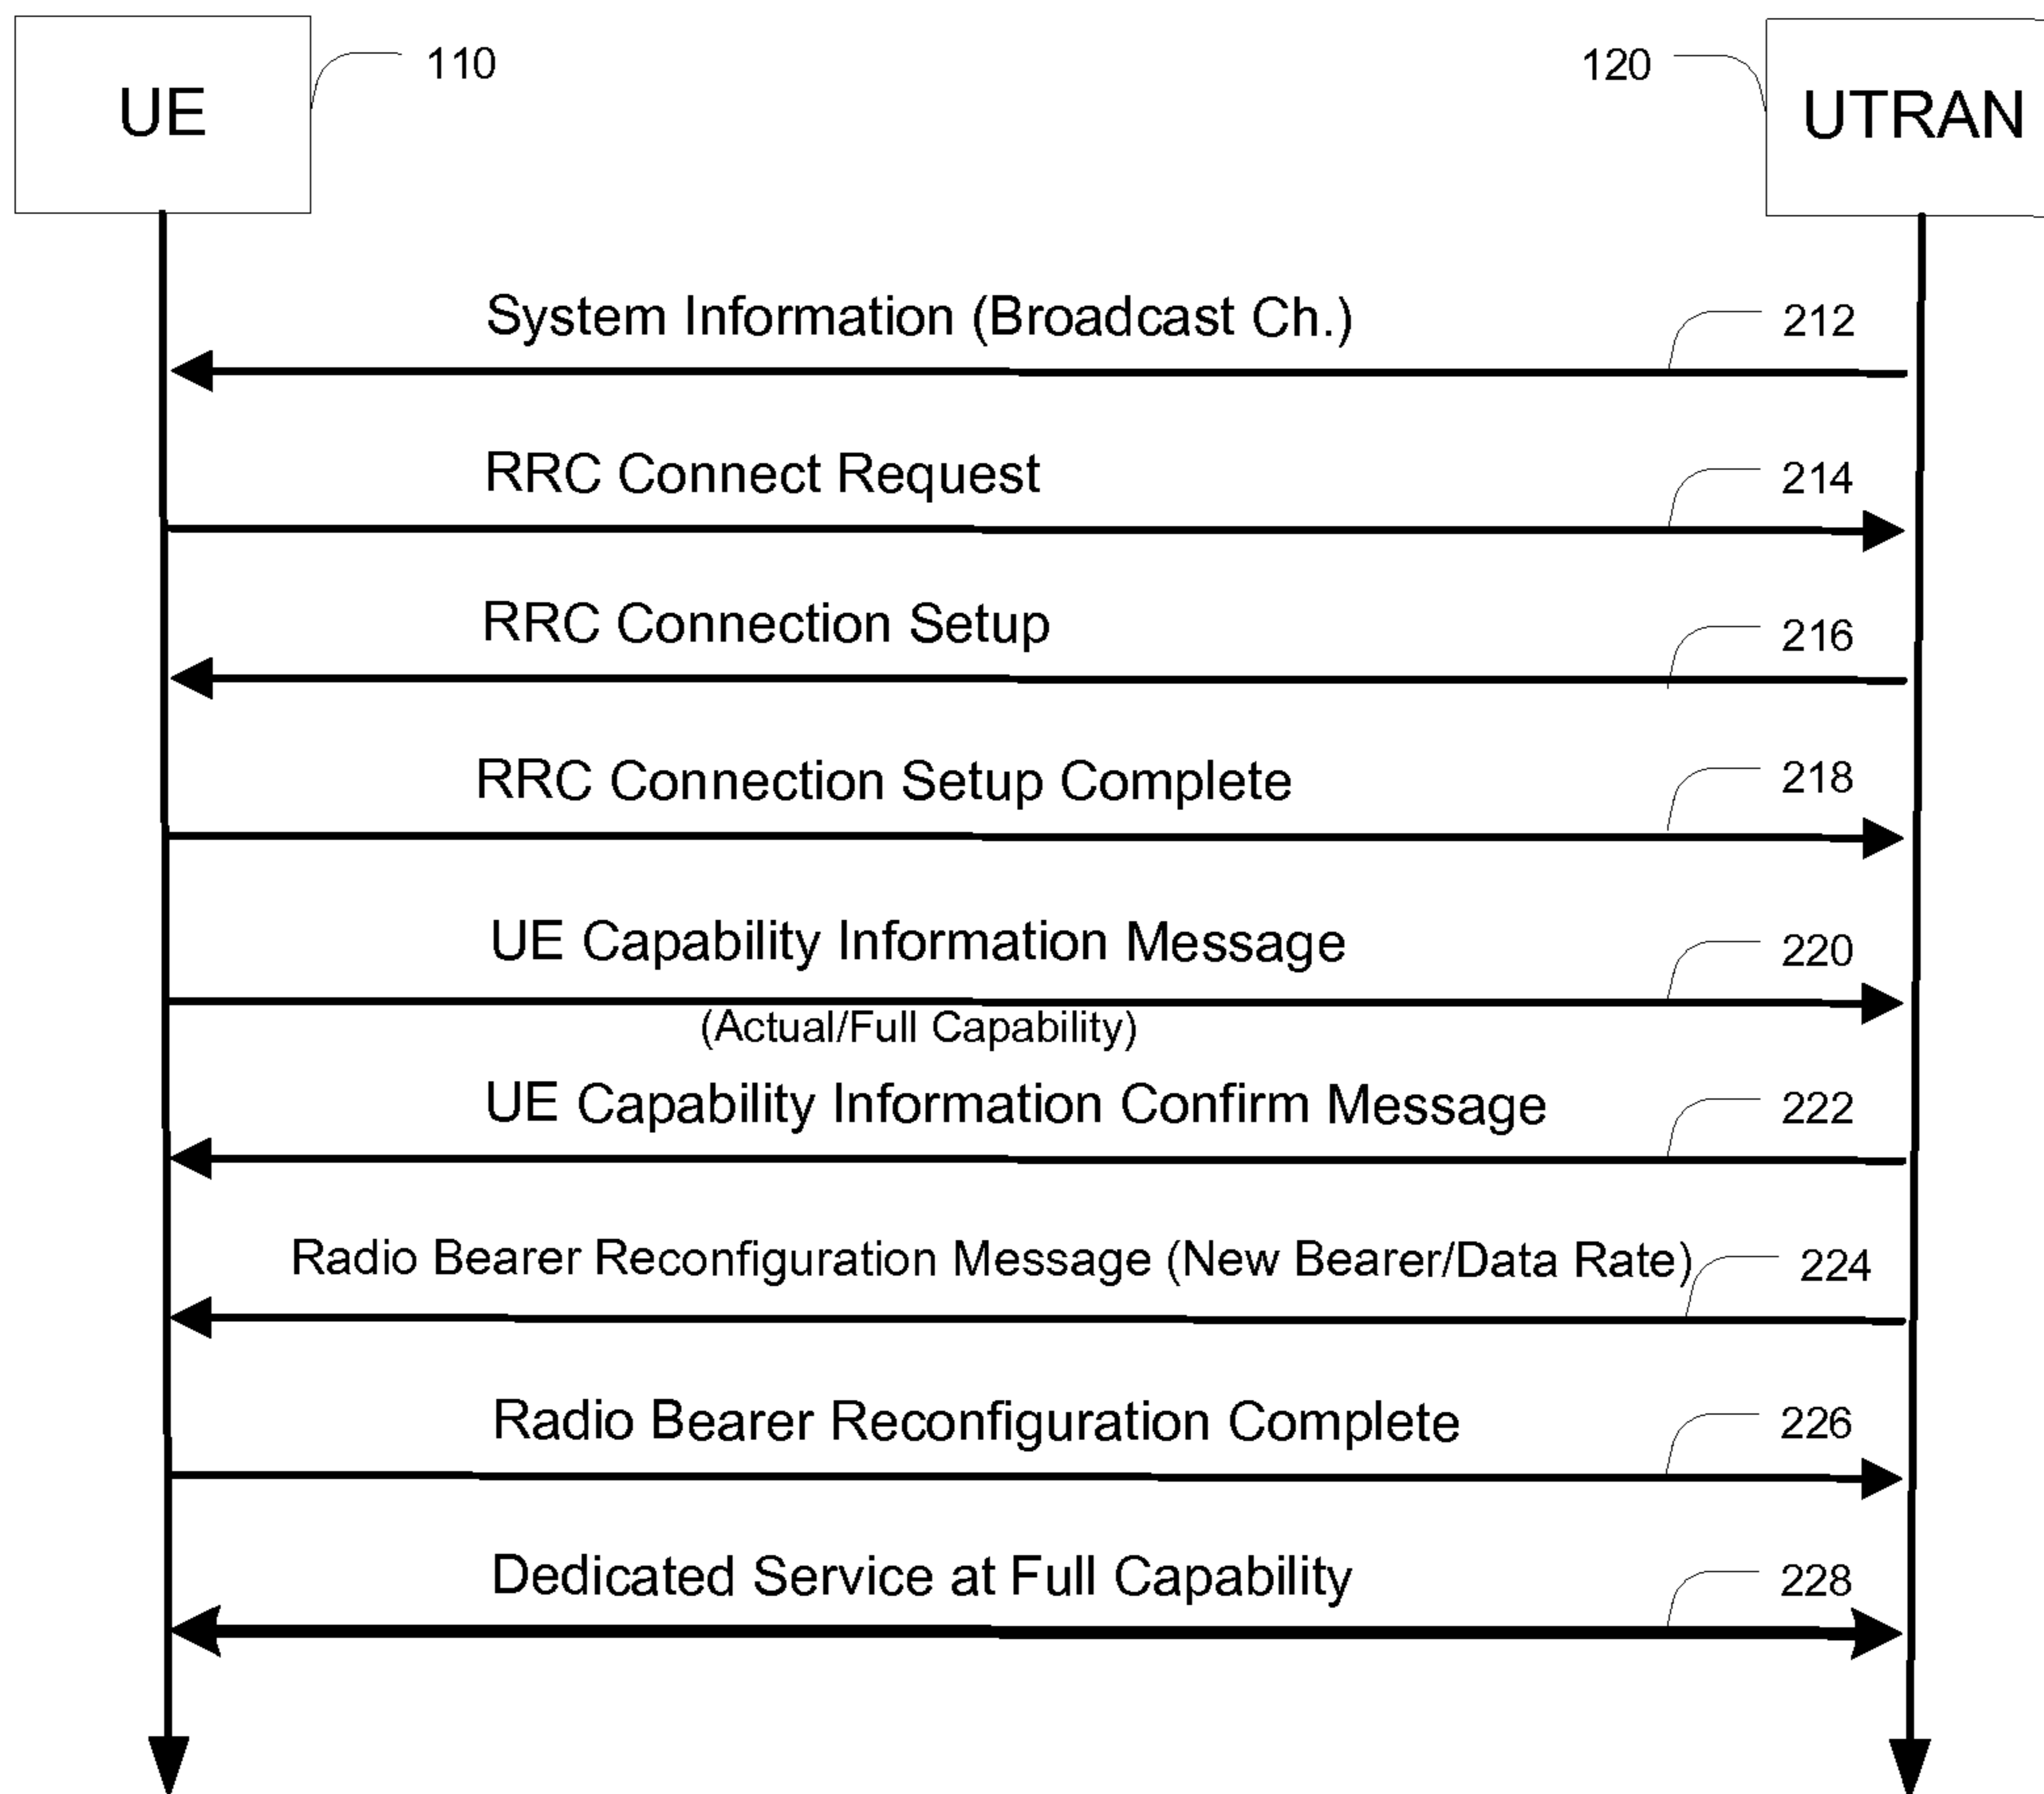 UE
110
120
UTRAN
System Information (Broadcast Ch.)
212
RRC Connect Request
214
RRC Connection Setup
216
RRC Connection Setup Complete
218
UE Capability Information Message
220
(Actual/Full Capability)
UE Capability Information Confirm Message
222
Radio Bearer Reconfiguration Message (New Bearer/Data Rate)
224
Radio Bearer Reconfiguration Complete
226
Dedicated Service at Full Capability
228